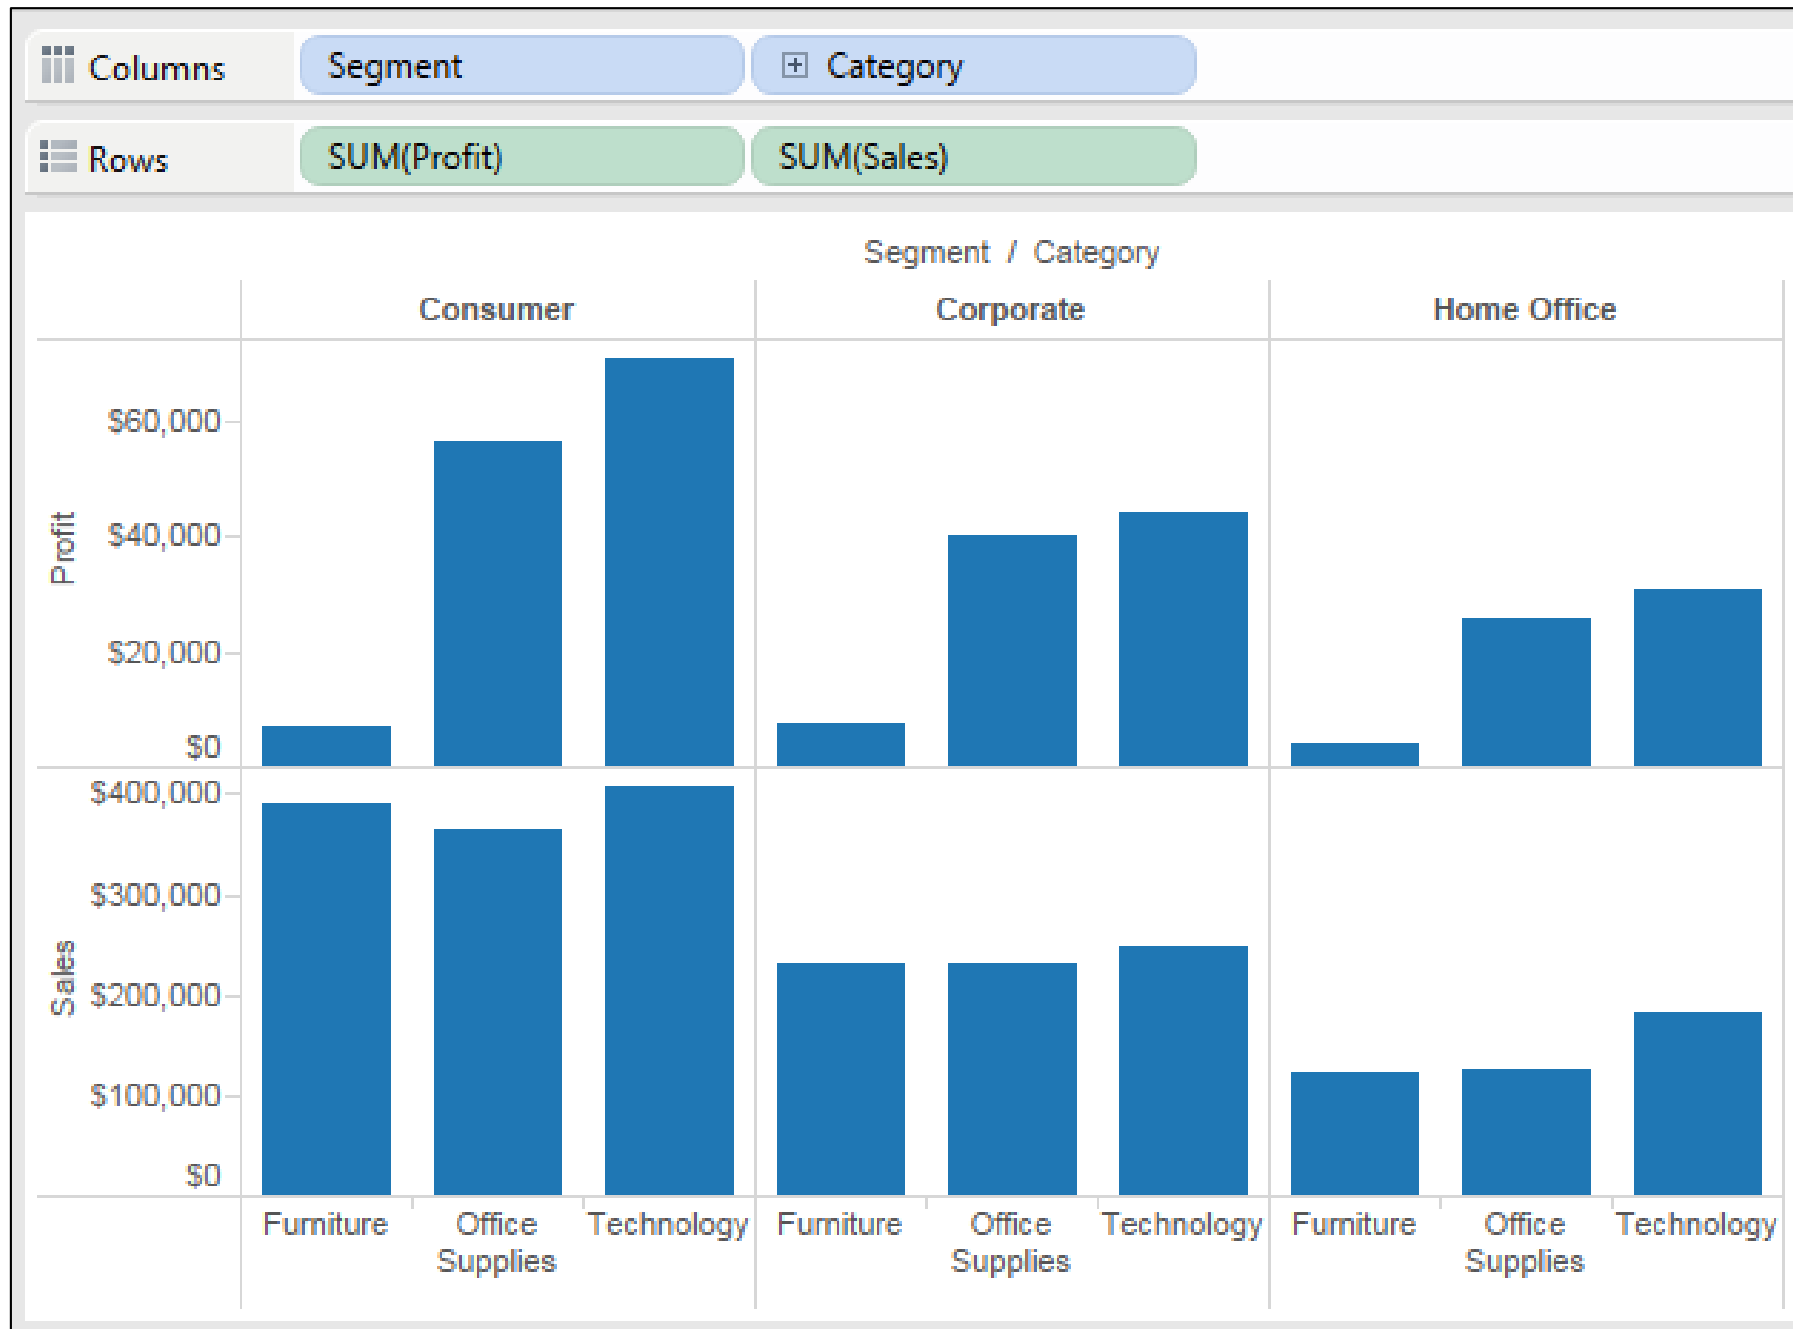 Columns Segment Category
Rows SUM(Profit) SUM(Sales)
Segment / Category
Consumer Corporate Home Office
$60,000
$40,000
$20,000
$0
Profit
$400,000
$300,000
$200,000
$100,000
$0
Sales
Furniture Office Supplies Technology Furniture Office Supplies Technology Furniture Office Supplies Technology